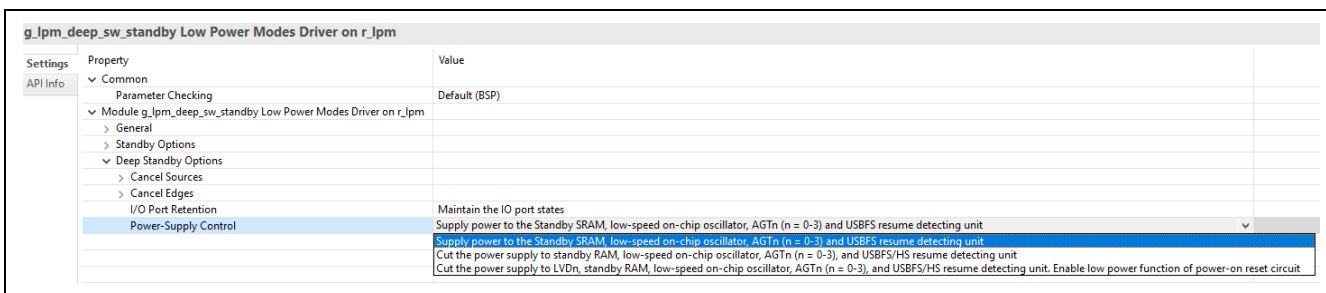 g_lpm_deep_sw_standby Low Power Modes Driver on r_lpm
Settings
API Info
Property Value
Common
Parameter Checking Default (BSP)
Module g_lpm_deep_sw_standby Low Power Modes Driver on r_lpm
General
Standby Options
Deep Standby Options
Cancel Sources
Cancel Edges
I/O Port Retention Maintain the IO port states
Power-Supply Control Supply power to the Standby SRAM, low-speed on-chip oscillator, AGTn (n = 0-3) and USBFS resume detecting unit
Supply power to the Standby SRAM, low-speed on-chip oscillator, AGTn (n = 0-3) and USBFS resume detecting unit
Cut the power supply to standby RAM, low-speed on-chip oscillator, AGTn (n = 0-3), and USBFS/HS resume detecting unit
Cut the power supply to LVDn, standby RAM, low-speed on-chip oscillator, AGTn (n = 0-3), and USBFS/HS resume detecting unit. Enable low power function of power-on reset circuit